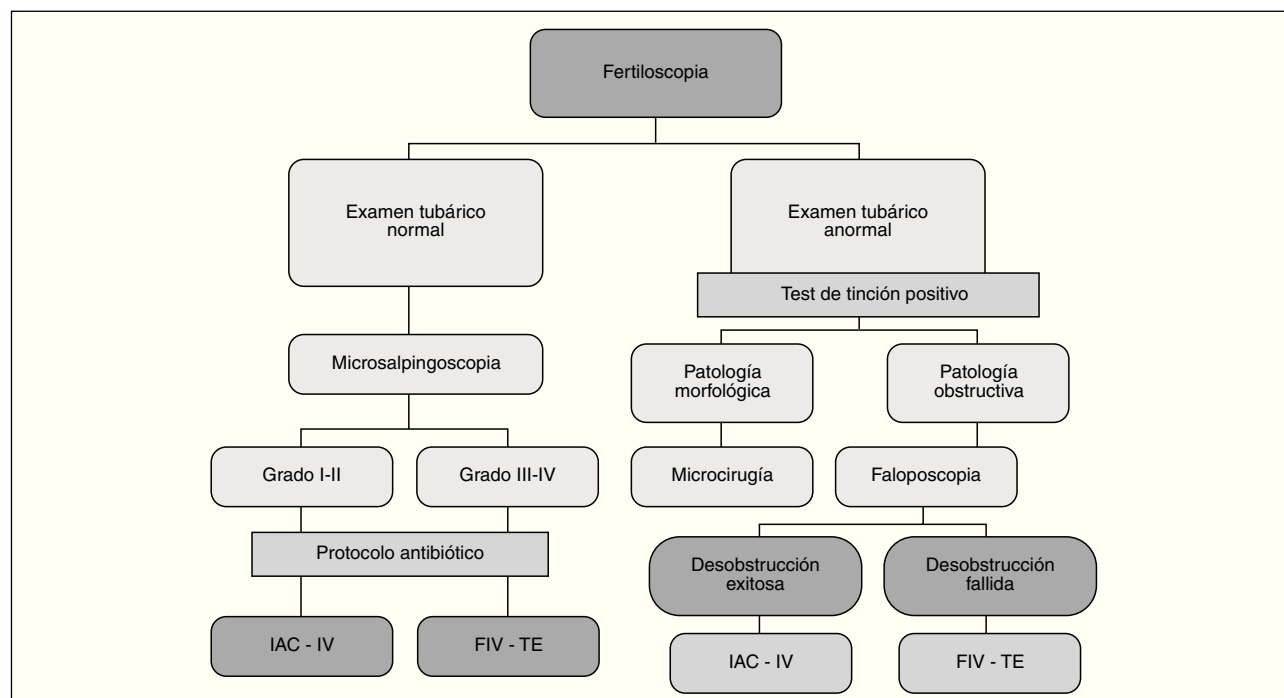 Fertiloscopia
Examen tubárico
normal
Examen tubárico
anormal
Test de tinción positivo
Microsalpingoscopia
Patología
morfológica
Patología
obstructiva
Grado I-II
Grado III-IV
Microcirugía
Faloposcopia
Protocolo antibiótico
Desobstrucción
exitosa
Desobstrucción
fallida
IAC - IV
FIV - TE
IAC - IV
FIV - TE